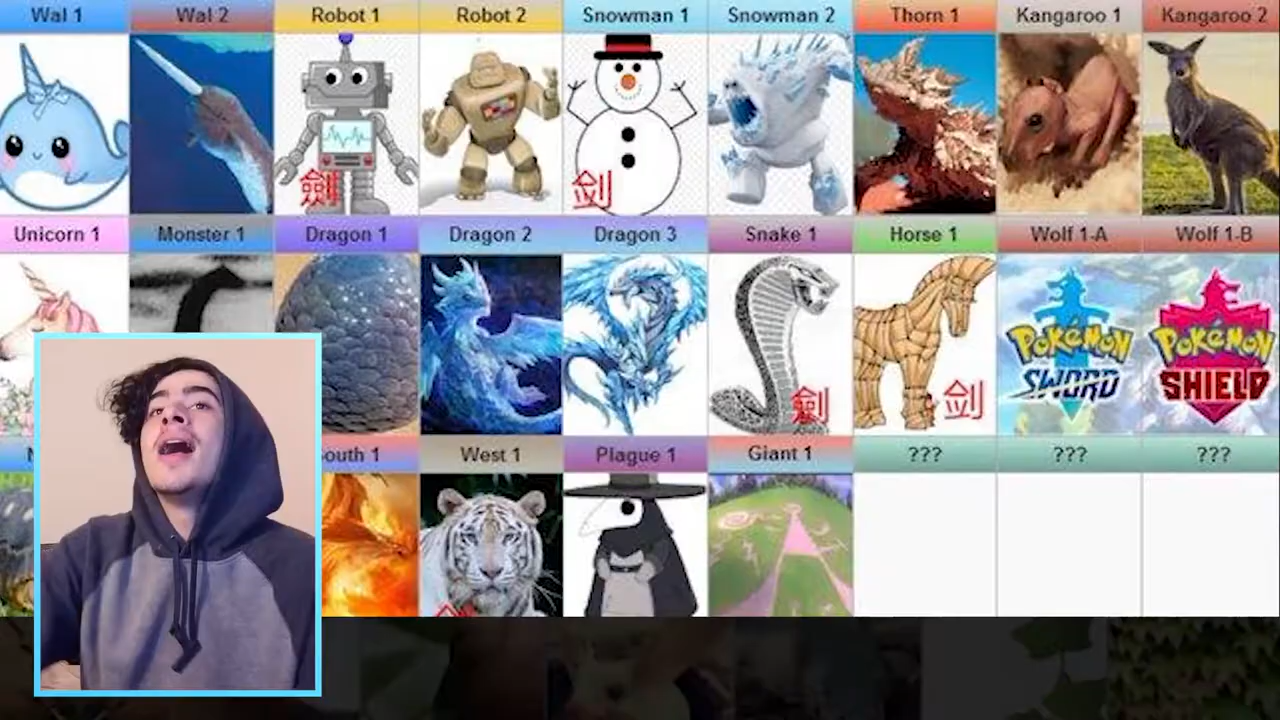 Wal 1 Wal 2 Robot 1 Robot 2 Snowman 1 Snowman 2 Thorn 1 Kangaroo 1 Kangaroo 2
劍 剑
Unicorn 1 Monster 1 Dragon 1 Dragon 2 Dragon 3 Snake 1 Horse 1 Wolf 1-A Wolf 1-B
POKéMON POKéMON
SWORD SHIELD
劍 剑
South 1 West 1 Plague 1 Giant 1 ??? ??? ???